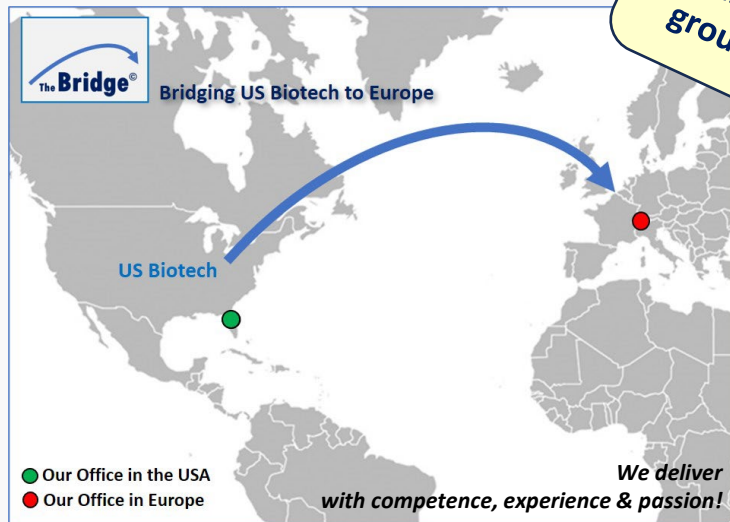 grou
The Bridge©
Bridging US Biotech to Europe
US Biotech
Our Office in the USA
Our Office in Europe
We deliver
with competence, experience & passion!